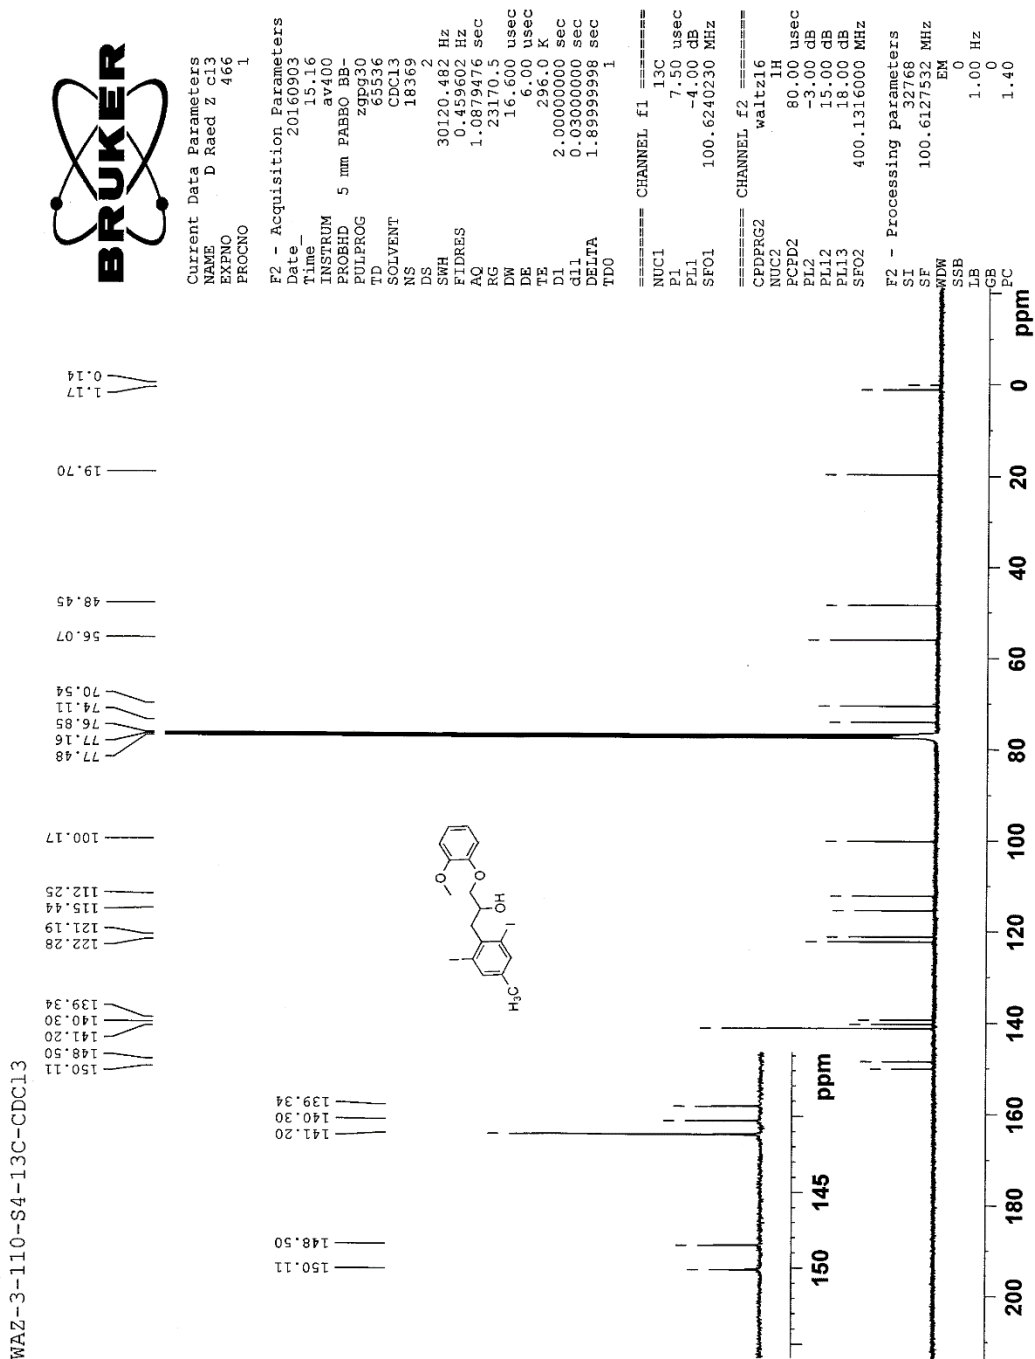 WAZ-3-110-S4-13C-CDCl3
150.11
148.50
141.20
140.30
139.34
122.28
121.19
115.44
112.25
100.17
77.48
77.16
76.85
74.11
70.54
56.07
48.45
19.70
1.17
0.14
BRUKER
Current Data Parameters
NAME D Raed Z c13
EXPNO 466
PROCNO 1
F2 - Acquisition Parameters
Date_ 20160903
Time 15.16
INSTRUM av400
PROBHD 5 mm PABBO BB-
PULPROG zgpg30
TD 65536
SOLVENT CDCl3
NS 18369
DS 2
SWH 30120.482 Hz
FIDRES 0.459602 Hz
AQ 1.0879476 sec
RG 23170.5
DW 16.600 usec
DE 6.00 usec
TE 296.0 K
D1 2.00000000 sec
d11 0.03000000 sec
DELTA 1.89999998 sec
TD0 1
======== CHANNEL f1 ========
NUC1 13C
P1 7.50 usec
PL1 -4.00 dB
SFO1 100.6240230 MHz
======== CHANNEL f2 ========
CPDPRG2 waltz16
NUC2 1H
PCPD2 80.00 usec
PL2 -3.00 dB
PL12 15.00 dB
PL13 18.00 dB
SFO2 400.1316000 MHz
F2 - Processing parameters
SI 32768
SF 100.6127532 MHz
WDW EM
SSB 0
LB 1.00 Hz
GB 0
PC 1.40
150.11
148.50
141.20
140.30
139.34
150 145 ppm
H3C
I
I
OH
O
O
200 180 160 140 120 100 80 60 40 20 0 ppm